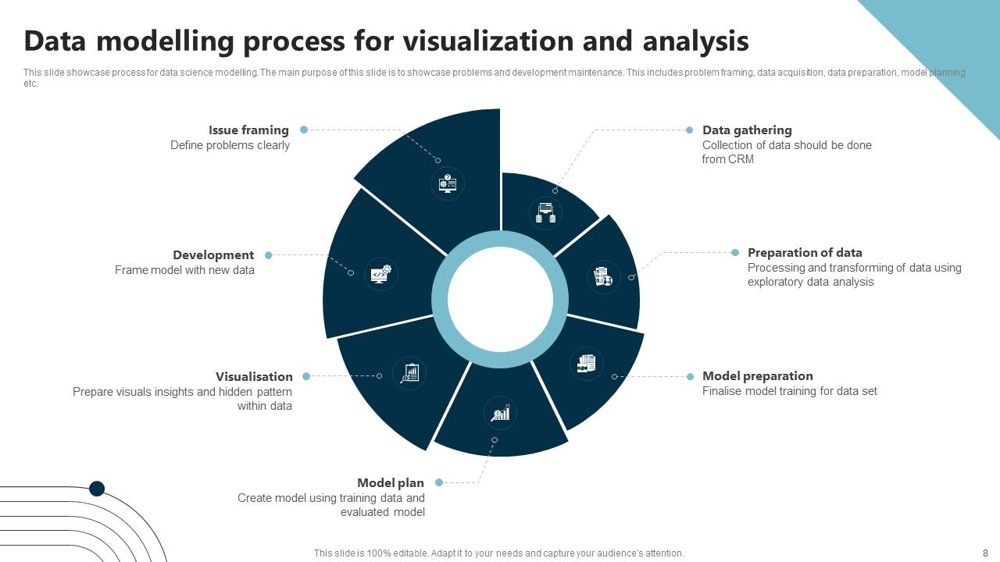 Data modelling process for visualization and analysis
This slide showcase process for data science modelling. The main purpose of this slide is to showcase problems and development maintenance. This includes problem framing, data acquisition, data preparation, model planning
etc.
Issue framing
Define problems clearly
Data gathering
Collection of data should be done
from CRM
Development
Frame model with new data
Preparation of data
Processing and transforming of data using
exploratory data analysis
Visualisation
Prepare visuals insights and hidden pattern
within data
Model preparation
Finalise model training for data set
Model plan
Create model using training data and
evaluated model
This slide is 100% editable. Adapt it to your needs and capture your audience's attention.
8